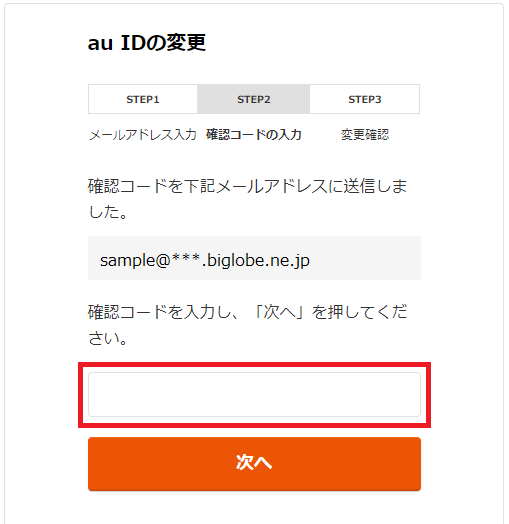 au IDの変更
STEP1 STEP2 STEP3
メールアドレス入力 確認コードの入力 変更確認
確認コードを下記メールアドレスに送信しま
した。
sample@***.biglobe.ne.jp
確認コードを入力し、「次へ」を押してくだ
さい。
次へ